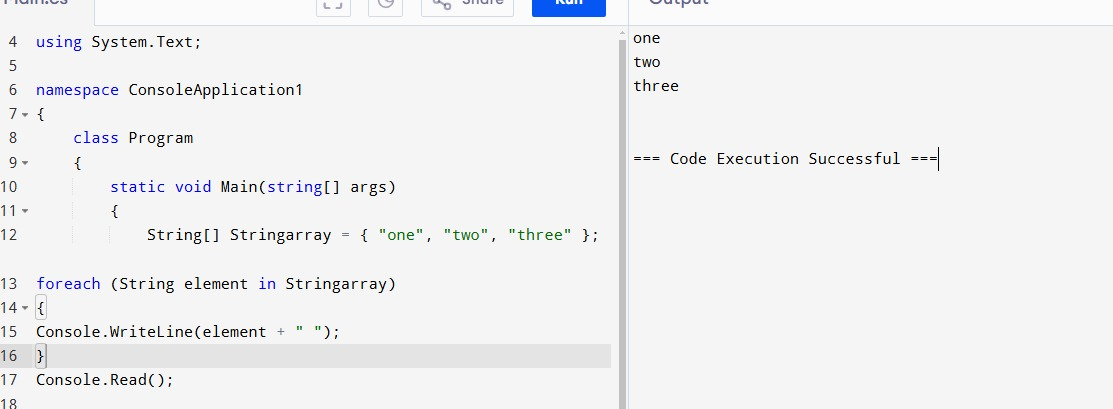 Main.cs
Share
Run
Output
4 using System.Text;
5
6 namespace ConsoleApplication1
7 {
8 class Program
9 {
10 static void Main(string[] args)
11 {
12 String[] Stringarray = { "one", "two", "three" };
13 foreach (String element in Stringarray)
14 {
15 Console.WriteLine(element + " ");
16 }
17 Console.Read();
18
one
two
three
=== Code Execution Successful ===